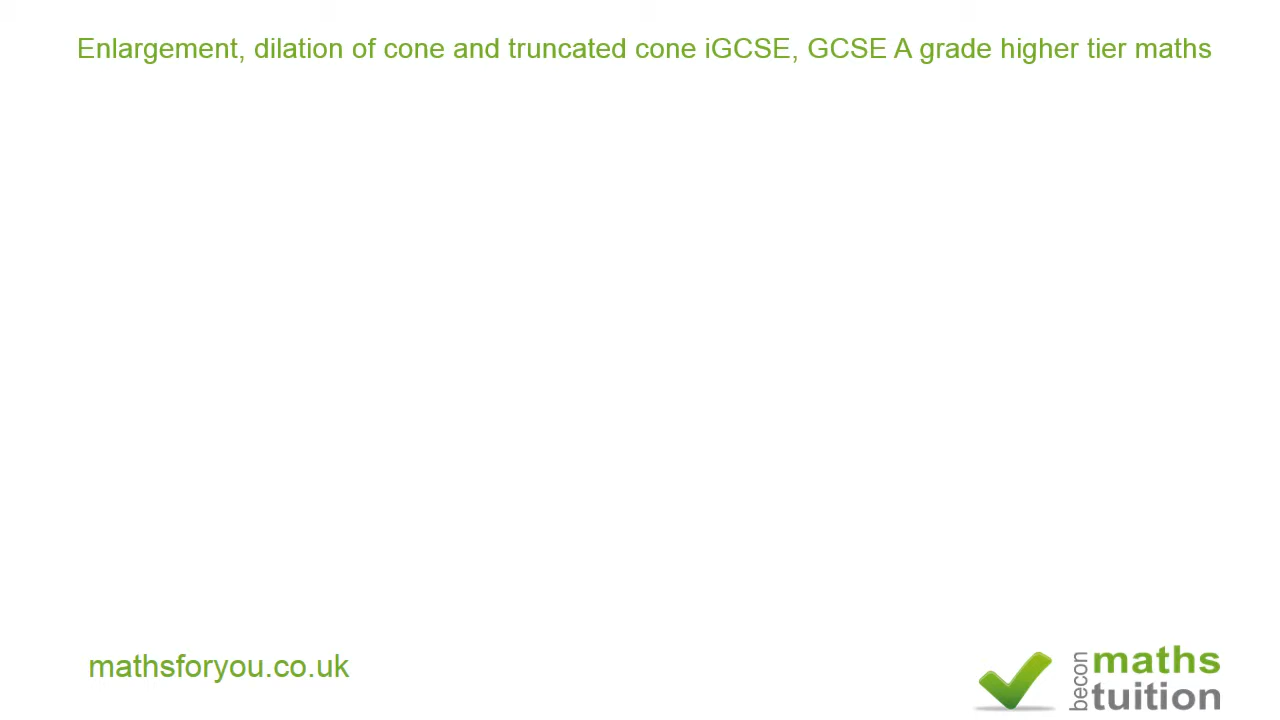 Enlargement, dilation of cone and truncated cone iGCSE, GCSE A grade higher tier maths
mathsforyou.co.uk
becon
maths
tuition